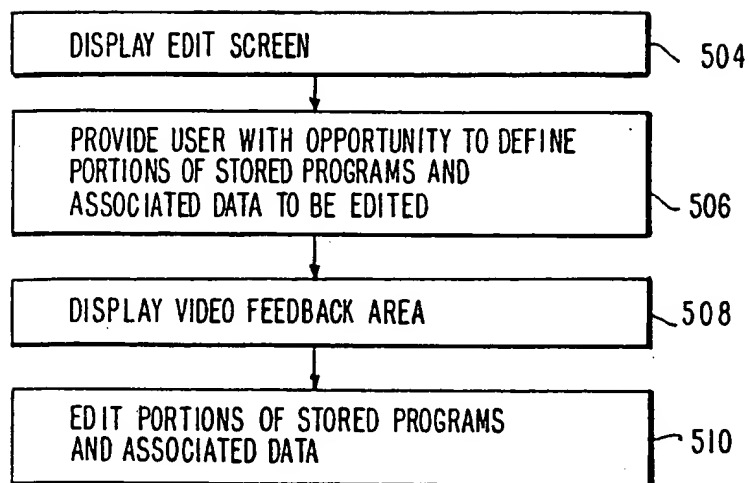 DISPLAY EDIT SCREEN
504
PROVIDE USER WITH OPPORTUNITY TO DEFINE
PORTIONS OF STORED PROGRAMS AND
ASSOCIATED DATA TO BE EDITED
506
DISPLAY VIDEO FEEDBACK AREA
508
EDIT PORTIONS OF STORED PROGRAMS
AND ASSOCIATED DATA
510